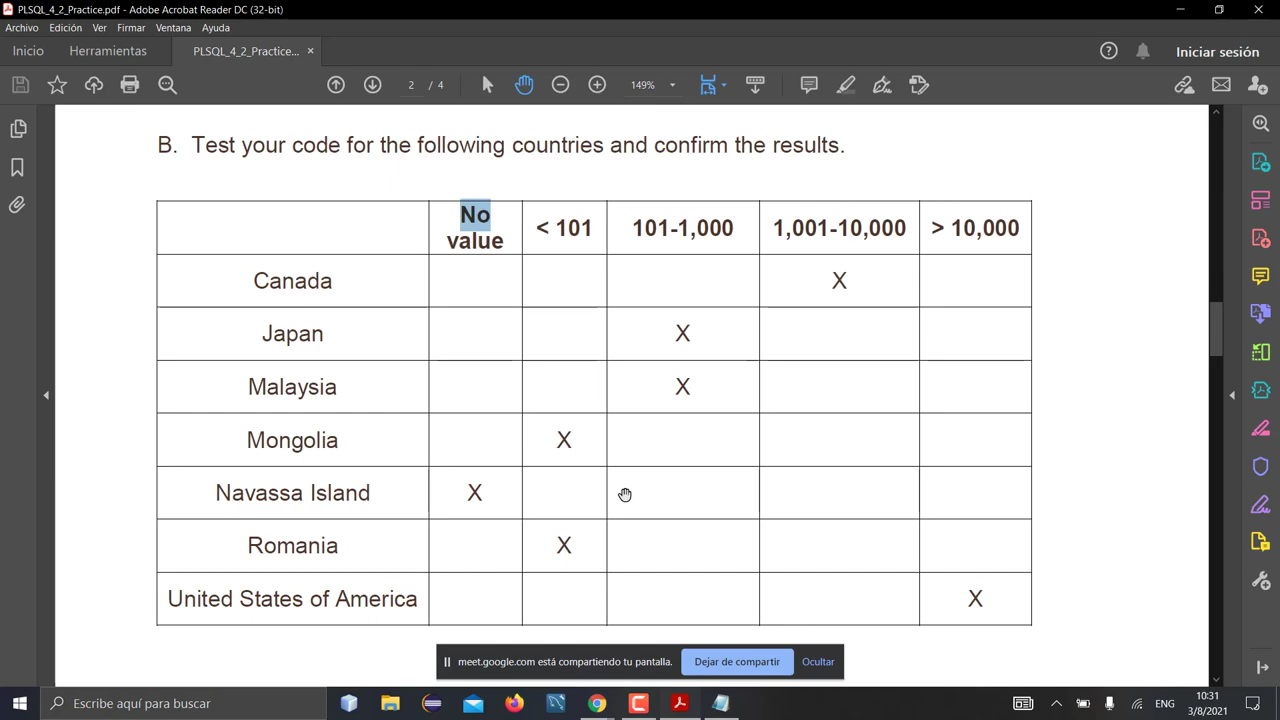 PLSQL_4_2_Practice.pdf - Adobe Acrobat Reader DC (32-bit)
Archivo Edición Ver Firmar Ventana Ayuda
Inicio Herramientas PLSQL_4_2_Practice... × Iniciar sesión
2 / 4 149%
B. Test your code for the following countries and confirm the results.
No value < 101 101-1,000 1,001-10,000 > 10,000
Canada X
Japan X
Malaysia X
Mongolia X
Navassa Island X
Romania X
United States of America X
meet.google.com está compartiendo tu pantalla. Dejar de compartir Ocultar
Escribe aquí para buscar ENG 10:31
3/8/2021